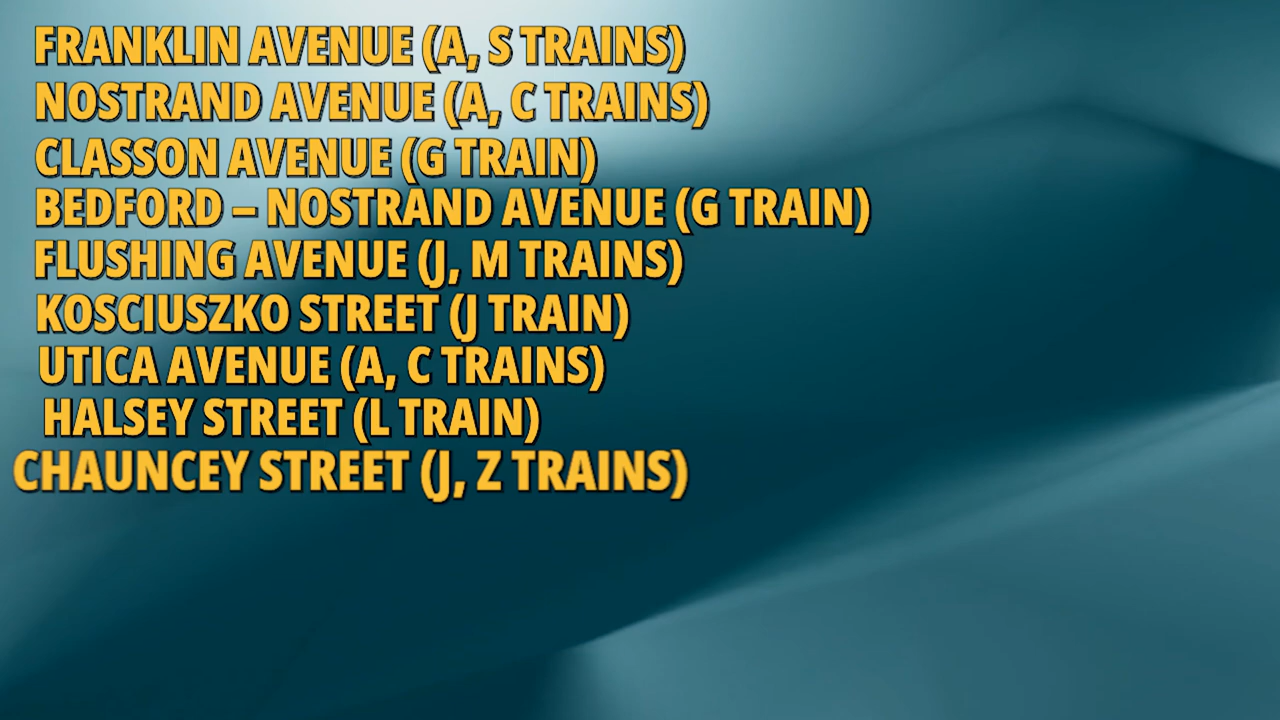 FRANKLIN AVENUE (A, S TRAINS)
NOSTRAND AVENUE (A, C TRAINS)
CLASSON AVENUE (G TRAIN)
BEDFORD – NOSTRAND AVENUE (G TRAIN)
FLUSHING AVENUE (J, M TRAINS)
KOSCIUSZKO STREET (J TRAIN)
UTICA AVENUE (A, C TRAINS)
HALSEY STREET (L TRAIN)
CHAUNCEY STREET (J, Z TRAINS)